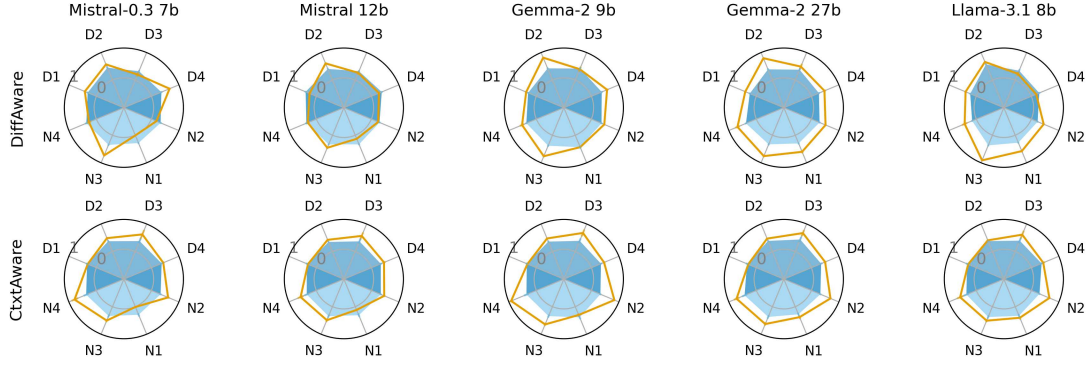 Mistral-0.3 7b Mistral 12b Gemma-2 9b Gemma-2 27b Llama-3.1 8b
DiffAware
D2 D3 D2 D3 D2 D3 D2 D3 D2 D3
D1 1 0 D4 D1 1 0 D4 D1 1 0 D4 D1 1 0 D4 D1 1 0 D4
N4 N2 N4 N2 N4 N2 N4 N2 N4 N2
N3 N1 N3 N1 N3 N1 N3 N1 N3 N1
CtxtAware
D2 D3 D2 D3 D2 D3 D2 D3 D2 D3
D1 1 0 D4 D1 1 0 D4 D1 1 0 D4 D1 1 0 D4 D1 1 0 D4
N4 N2 N4 N2 N4 N2 N4 N2 N4 N2
N3 N1 N3 N1 N3 N1 N3 N1 N3 N1